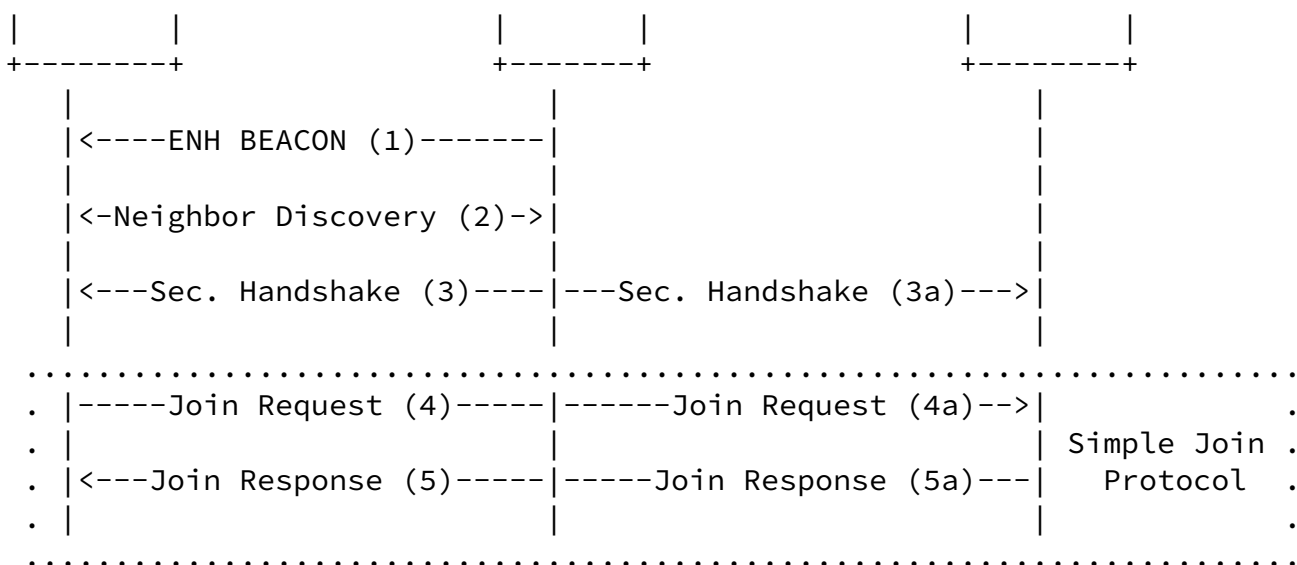 |        |                  |       |                  |        |
+--------+                  +-------+                  +--------+
|                           |                           |
|<----ENH BEACON (1)-------|                           |
|                           |                           |
|<-Neighbor Discovery (2)->|                           |
|                           |                           |
|<---Sec. Handshake (3)----|---Sec. Handshake (3a)--->|
|                           |                           |
.......................................................................
. |-----Join Request (4)-----|------Join Request (4a)-->|             .
. |                          |                          | Simple Join .
. |<---Join Response (5)-----|-----Join Response (5a)---|   Protocol  .
. |                          |                          |             .
.......................................................................